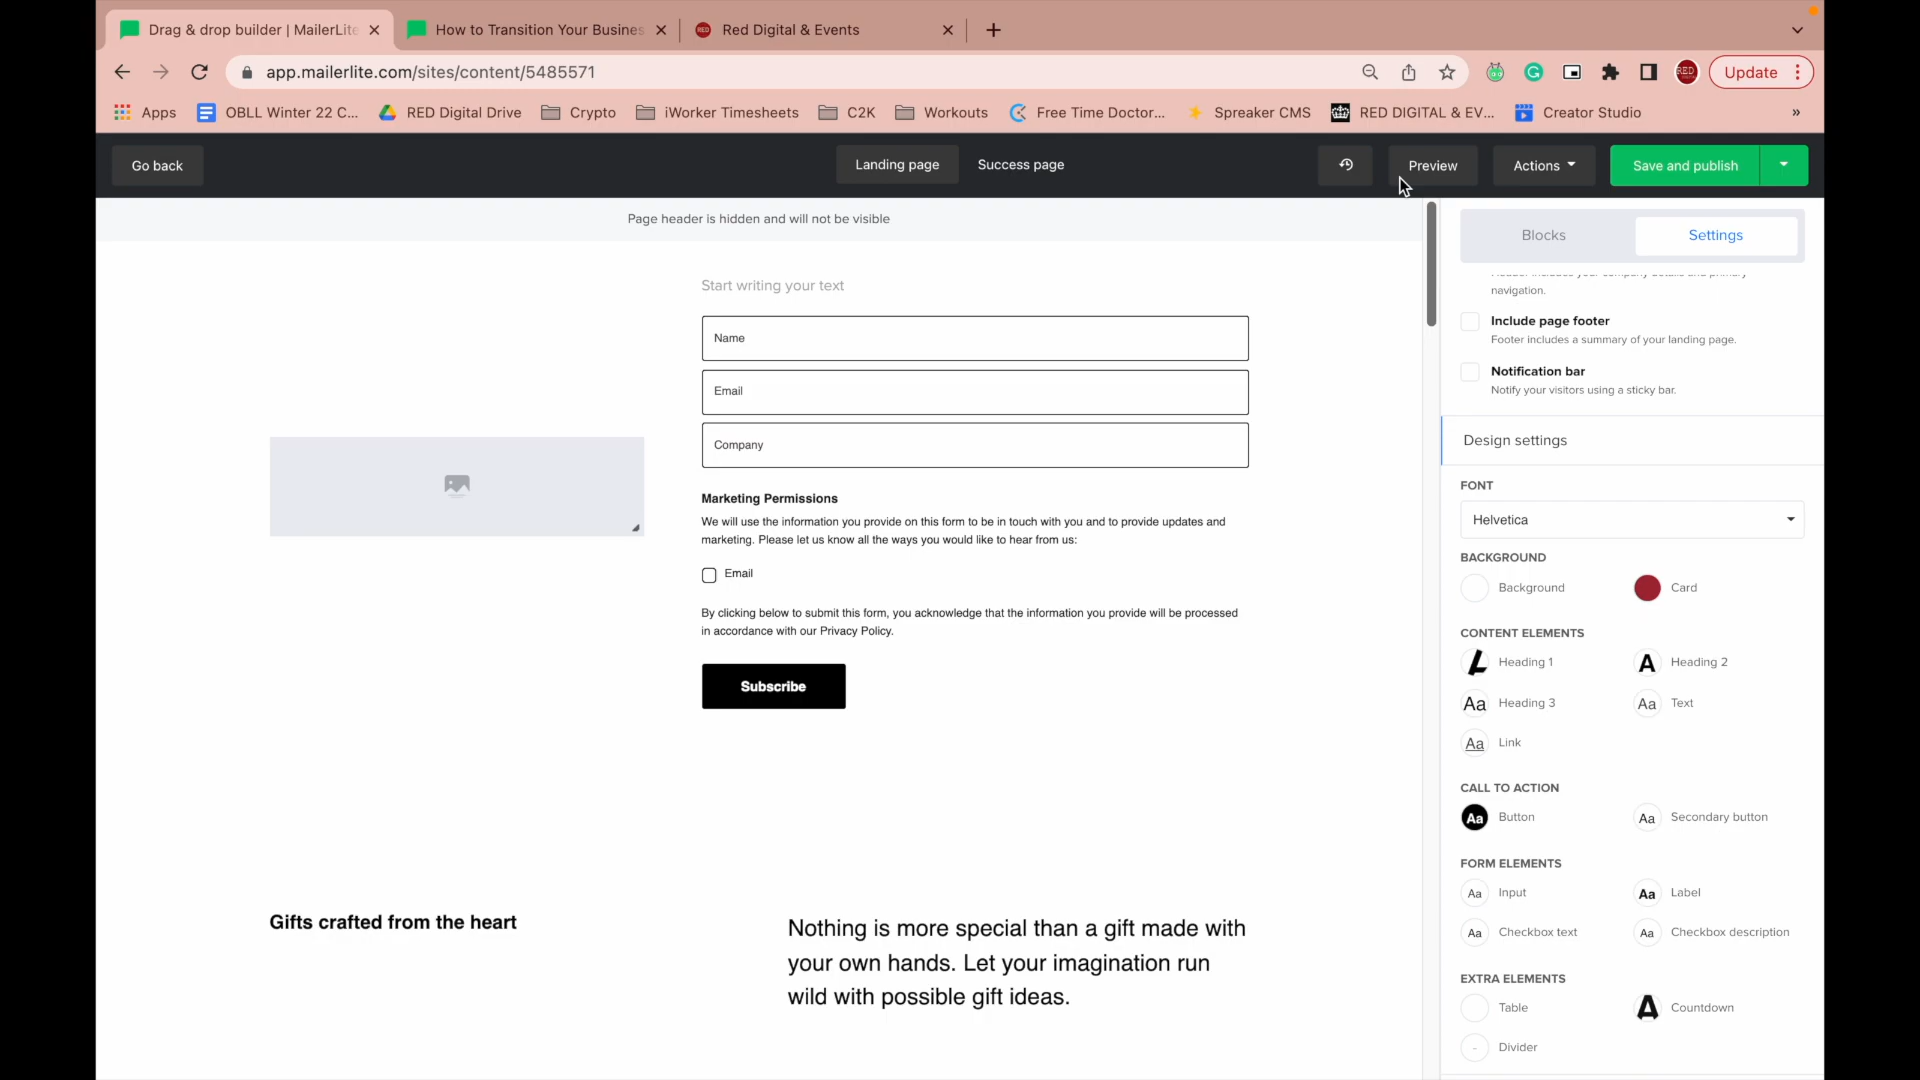 Drag & drop builder | MailerLite
How to Transition Your Busines
RED
Red Digital & Events
app.mailerlite.com/sites/content/5485571
RED
Update
Apps
OBLL Winter 22 C...
RED Digital Drive
Crypto
iWorker Timesheets
C2K
Workouts
Free Time Doctor...
Spreaker CMS
RED DIGITAL & EV...
Creator Studio
»
Go back
Landing page
Success page
Preview
Actions
Save and publish
Page header is hidden and will not be visible
Start writing your text
Name
Email
Company
Marketing Permissions
We will use the information you provide on this form to be in touch with you and to provide updates and
marketing. Please let us know all the ways you would like to hear from us:
Email
By clicking below to submit this form, you acknowledge that the information you provide will be processed
in accordance with our Privacy Policy.
Subscribe
Gifts crafted from the heart
Nothing is more special than a gift made with
your own hands. Let your imagination run
wild with possible gift ideas.
Blocks
Settings
Header includes your company details and primary
navigation.
Include page footer
Footer includes a summary of your landing page.
Notification bar
Notify your visitors using a sticky bar.
Design settings
FONT
Helvetica
BACKGROUND
Background
Card
CONTENT ELEMENTS
Heading 1
A Heading 2
Aa Heading 3
Aa Text
Aa Link
CALL TO ACTION
Aa Button
Aa Secondary button
FORM ELEMENTS
Aa Input
Aa Label
Aa Checkbox text
Aa Checkbox description
EXTRA ELEMENTS
Table
A Countdown
- Divider